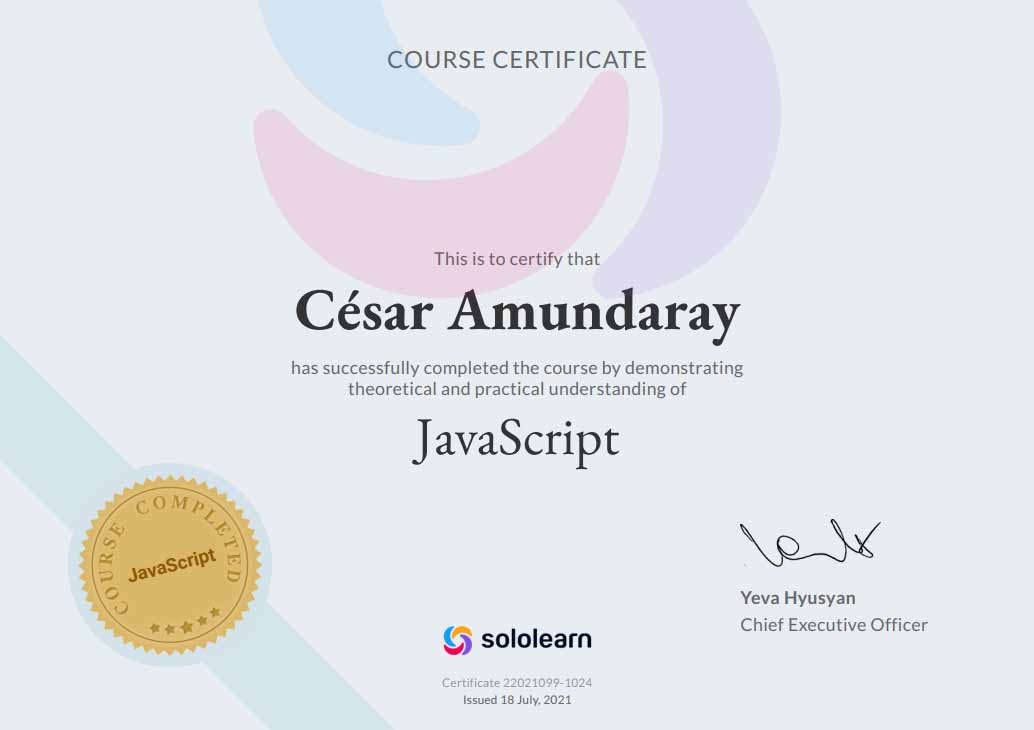 COURSE CERTIFICATE
This is to certify that
César Amundaray
has successfully completed the course by demonstrating
theoretical and practical understanding of
JavaScript
COURSE COMPLETED
JavaScript
Yeva Hyusyan
Chief Executive Officer
sololearn
Certificate 22021099-1024
Issued 18 July, 2021